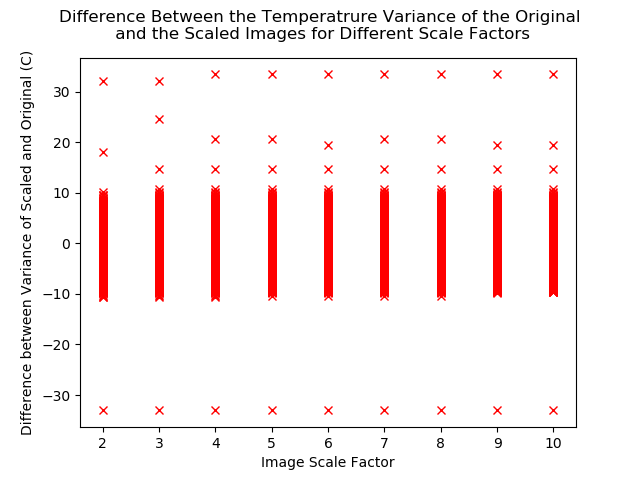 Difference Between the Temperatrure Variance of the Original
and the Scaled Images for Different Scale Factors
Difference between Variance of Scaled and Original (C)
30
20
10
0
−10
−20
−30
2 3 4 5 6 7 8 9 10
Image Scale Factor